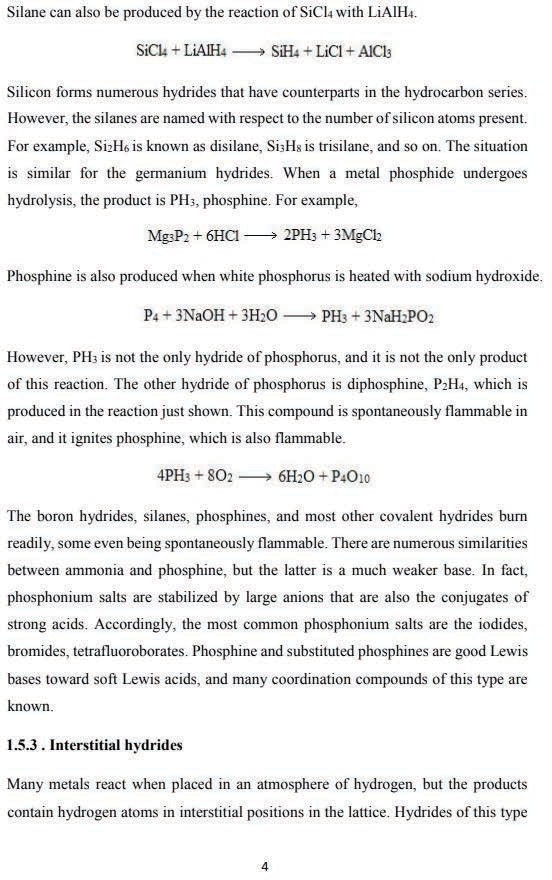 Silane can also be produced by the reaction of SiCl₄ with LiAlH₄.
SiCl₄ + LiAlH₄ ⟶ SiH₄ + LiCl + AlCl₃
Silicon forms numerous hydrides that have counterparts in the hydrocarbon series.
However, the silanes are named with respect to the number of silicon atoms present.
For example, Si₂H₆ is known as disilane, Si₃H₈ is trisilane, and so on. The situation
is similar for the germanium hydrides. When a metal phosphide undergoes
hydrolysis, the product is PH₃, phosphine. For example,
Mg₃P₂ + 6HCl ⟶ 2PH₃ + 3MgCl₂
Phosphine is also produced when white phosphorus is heated with sodium hydroxide.
P₄ + 3NaOH + 3H₂O ⟶ PH₃ + 3NaH₂PO₂
However, PH₃ is not the only hydride of phosphorus, and it is not the only product
of this reaction. The other hydride of phosphorus is diphosphine, P₂H₄, which is
produced in the reaction just shown. This compound is spontaneously flammable in
air, and it ignites phosphine, which is also flammable.
4PH₃ + 8O₂ ⟶ 6H₂O + P₄O₁₀
The boron hydrides, silanes, phosphines, and most other covalent hydrides burn
readily, some even being spontaneously flammable. There are numerous similarities
between ammonia and phosphine, but the latter is a much weaker base. In fact,
phosphonium salts are stabilized by large anions that are also the conjugates of
strong acids. Accordingly, the most common phosphonium salts are the iodides,
bromides, tetrafluoroborates. Phosphine and substituted phosphines are good Lewis
bases toward soft Lewis acids, and many coordination compounds of this type are
known.
1.5.3 . Interstitial hydrides
Many metals react when placed in an atmosphere of hydrogen, but the products
contain hydrogen atoms in interstitial positions in the lattice. Hydrides of this type
4